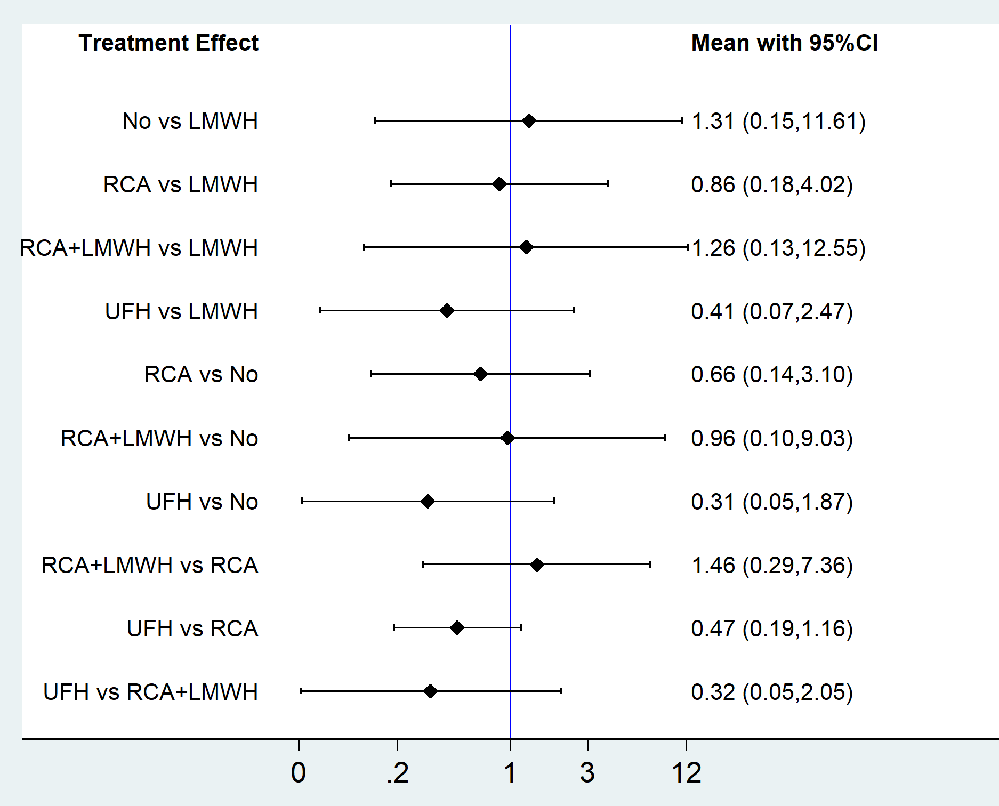 Treatment Effect Mean with 95%CI
No vs LMWH 1.31 (0.15,11.61)
RCA vs LMWH 0.86 (0.18,4.02)
RCA+LMWH vs LMWH 1.26 (0.13,12.55)
UFH vs LMWH 0.41 (0.07,2.47)
RCA vs No 0.66 (0.14,3.10)
RCA+LMWH vs No 0.96 (0.10,9.03)
UFH vs No 0.31 (0.05,1.87)
RCA+LMWH vs RCA 1.46 (0.29,7.36)
UFH vs RCA 0.47 (0.19,1.16)
UFH vs RCA+LMWH 0.32 (0.05,2.05)
0 .2 1 3 12